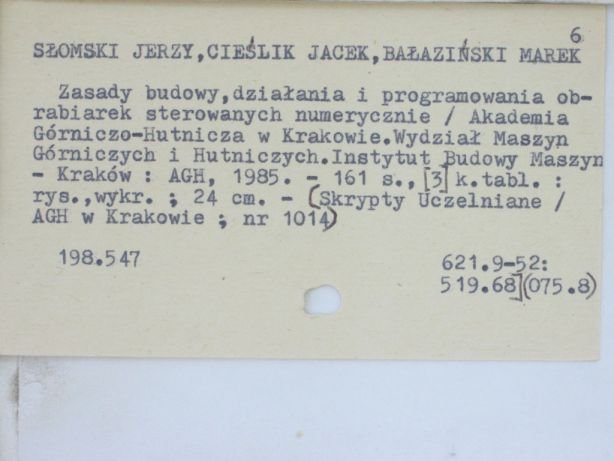 6
SŁOMSKI JERZY,CIEŚLIK JACEK,BAŁAZIŃSKI MAREK
Zasady budowy,działania i programowania ob-
rabiarek sterowanych numerycznie / Akademia
Górniczo-Hutnicza w Krakowie.Wydział Maszyn
Górniczych i Hutniczych.Instytut Budowy Maszyn
- Kraków : AGH, 1985. - 161 s., [3] k.tabl. :
rys.,wykr. ; 24 cm. - (Skrypty Uczelniane /
AGH w Krakowie ; nr 1014)
198.547
621.9-52:
519.68](075.8)